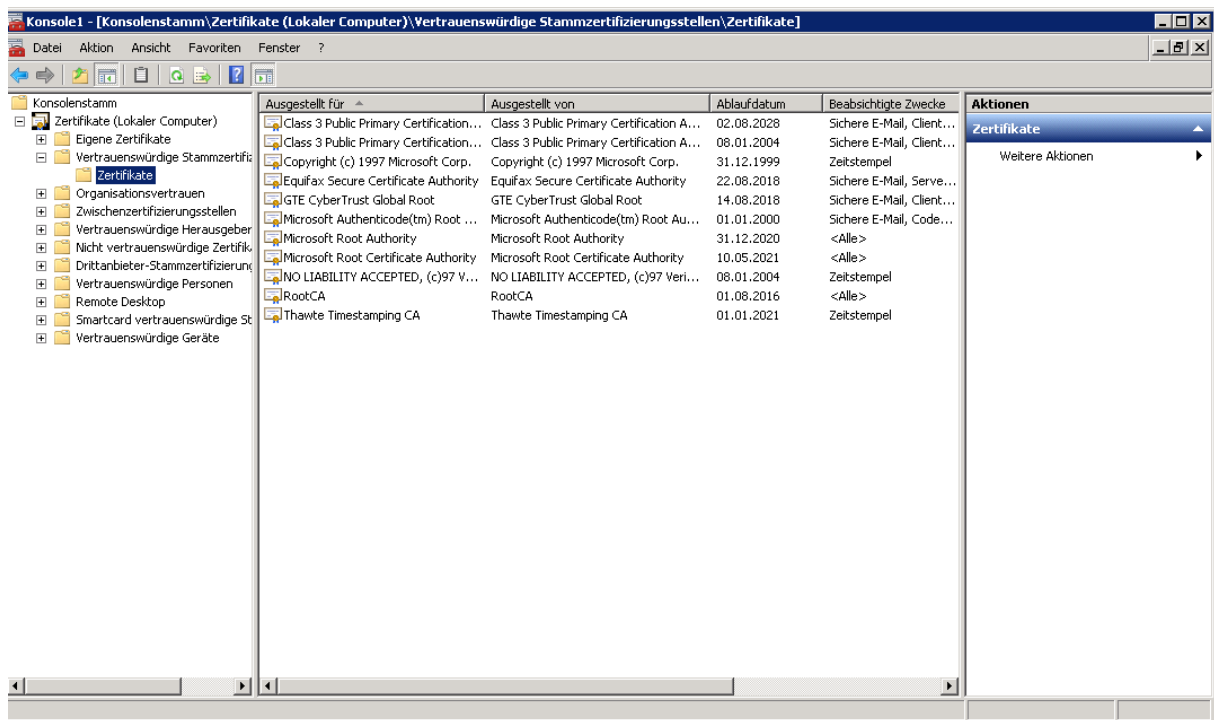 Konsole1 - [Konsolenstamm\Zertifikate (Lokaler Computer)\Vertrauenswürdige Stammzertifizierungsstellen\Zertifikate]
Datei Aktion Ansicht Favoriten Fenster ?
Konsolenstamm
Zertifikate (Lokaler Computer)
Eigene Zertifikate
Vertrauenswürdige Stammzertifiz
Zertifikate
Organisationsvertrauen
Zwischenzertifizierungsstellen
Vertrauenswürdige Herausgeber
Nicht vertrauenswürdige Zertifik
Drittanbieter-Stammzertifizierung
Vertrauenswürdige Personen
Remote Desktop
Smartcard vertrauenswürdige St
Vertrauenswürdige Geräte
Ausgestellt für Ausgestellt von Ablaufdatum Beabsichtigte Zwecke
Class 3 Public Primary Certification... Class 3 Public Primary Certification A... 02.08.2028 Sichere E-Mail, Client...
Class 3 Public Primary Certification... Class 3 Public Primary Certification A... 08.01.2004 Sichere E-Mail, Client...
Copyright (c) 1997 Microsoft Corp. Copyright (c) 1997 Microsoft Corp. 31.12.1999 Zeitstempel
Equifax Secure Certificate Authority Equifax Secure Certificate Authority 22.08.2018 Sichere E-Mail, Serve...
GTE CyberTrust Global Root GTE CyberTrust Global Root 14.08.2018 Sichere E-Mail, Client...
Microsoft Authenticode(tm) Root ... Microsoft Authenticode(tm) Root Au... 01.01.2000 Sichere E-Mail, Code...
Microsoft Root Authority Microsoft Root Authority 31.12.2020 <Alle>
Microsoft Root Certificate Authority Microsoft Root Certificate Authority 10.05.2021 <Alle>
NO LIABILITY ACCEPTED, (c)97 V... NO LIABILITY ACCEPTED, (c)97 Veri... 08.01.2004 Zeitstempel
RootCA RootCA 01.08.2016 <Alle>
Thawte Timestamping CA Thawte Timestamping CA 01.01.2021 Zeitstempel
Aktionen
Zertifikate
Weitere Aktionen